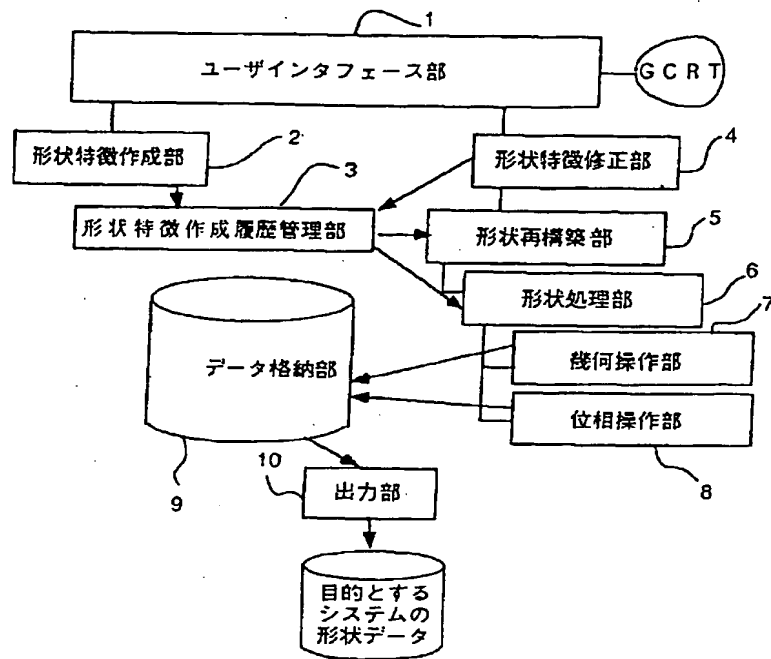 1
ユーザインタフェース部
GCRT
形状特徴作成部
2
形状特徴修正部
4
3
形状特徴作成履歴管理部
形状再構築部
5
形状処理部
6
7
データ格納部
幾何操作部
位相操作部
8
9
10
出力部
目的とする
システムの
形状データ